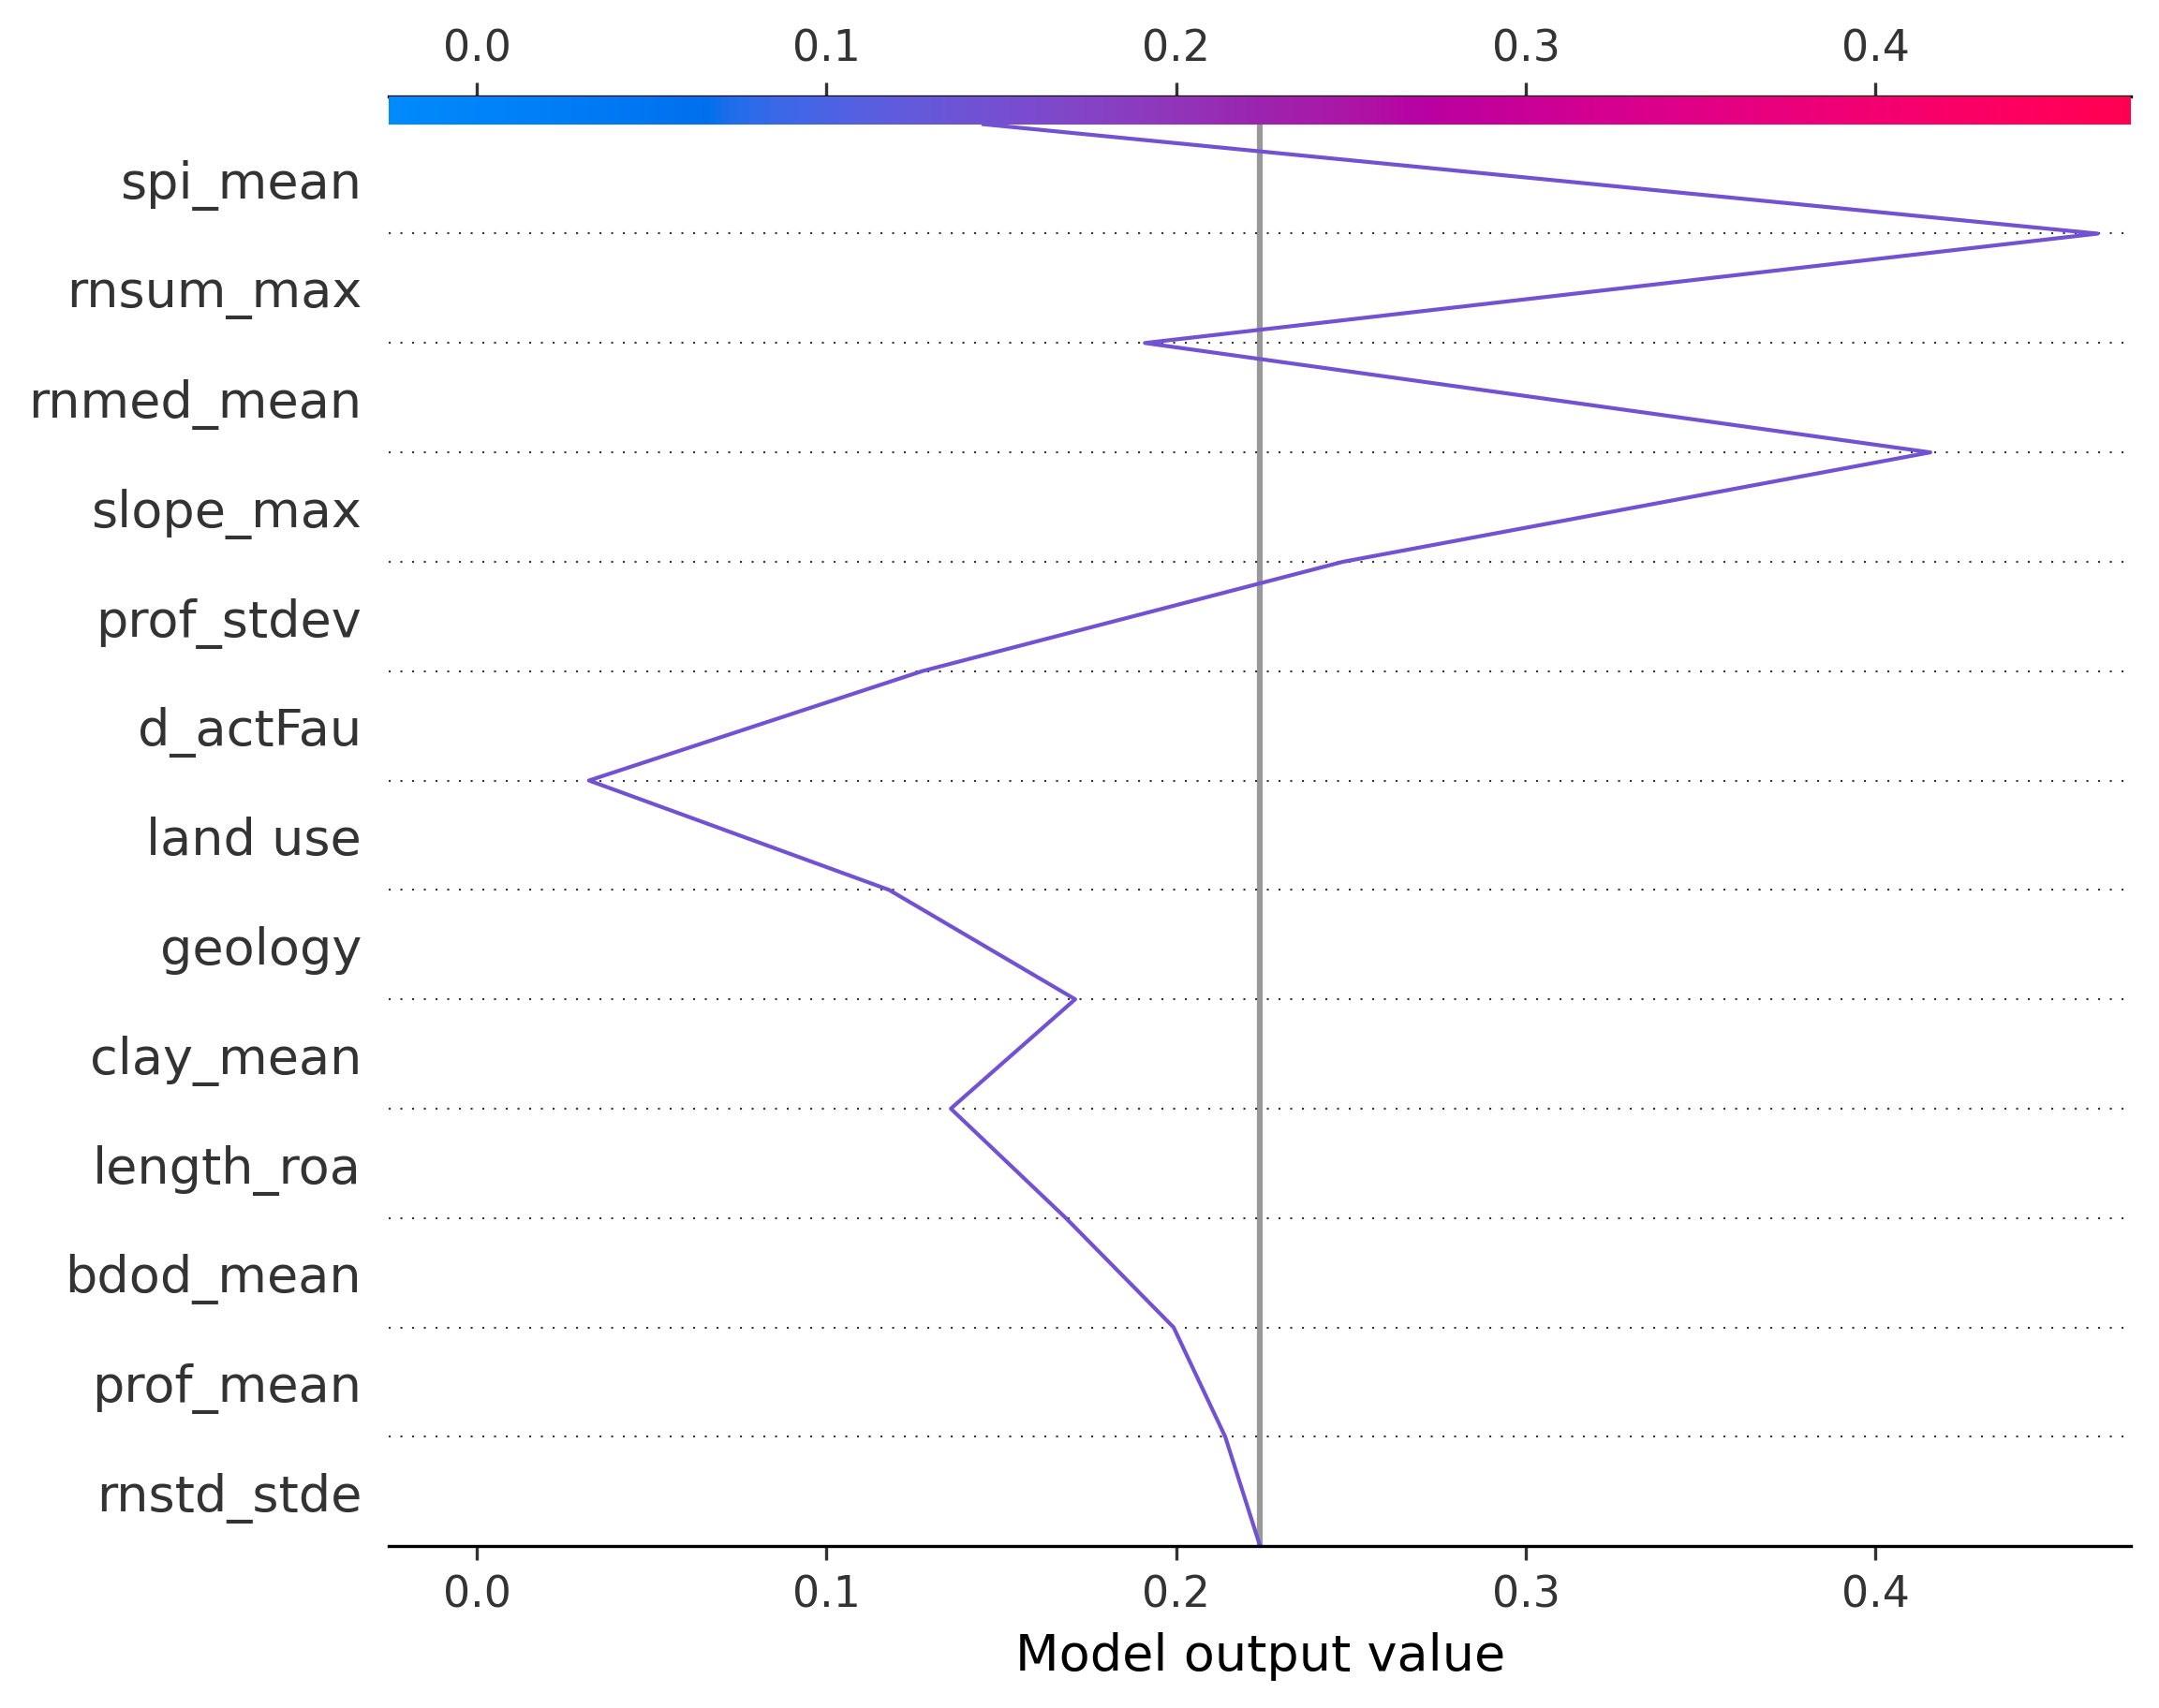 0.0 0.1 0.2 0.3 0.4
spi_mean
rnsum_max
rnmed_mean
slope_max
prof_stdev
d_actFau
land use
geology
clay_mean
length_roa
bdod_mean
prof_mean
rnstd_stde
0.0 0.1 0.2 0.3 0.4
Model output value